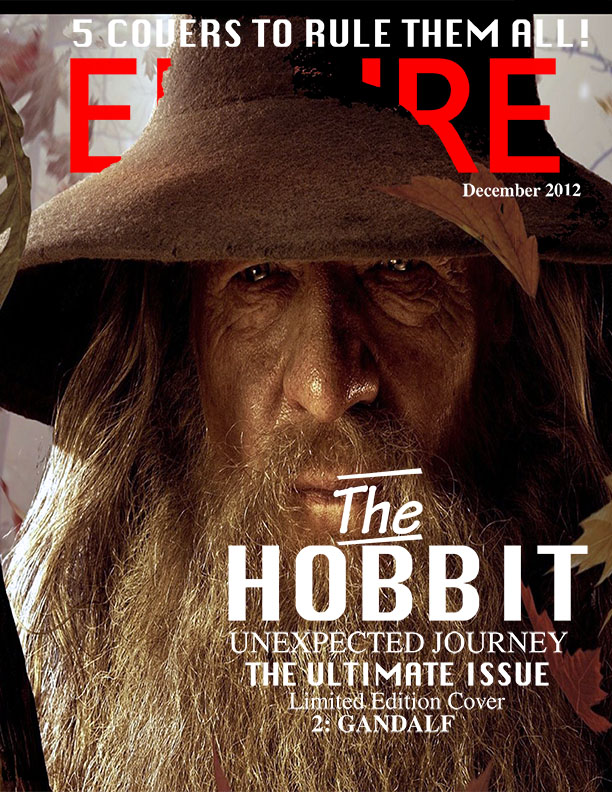 5 COVERS TO RULE THEM ALL!
EMPIRE
December 2012
The
HOBBIT
UNEXPECTED JOURNEY
THE ULTIMATE ISSUE
Limited Edition Cover
2: GANDALF